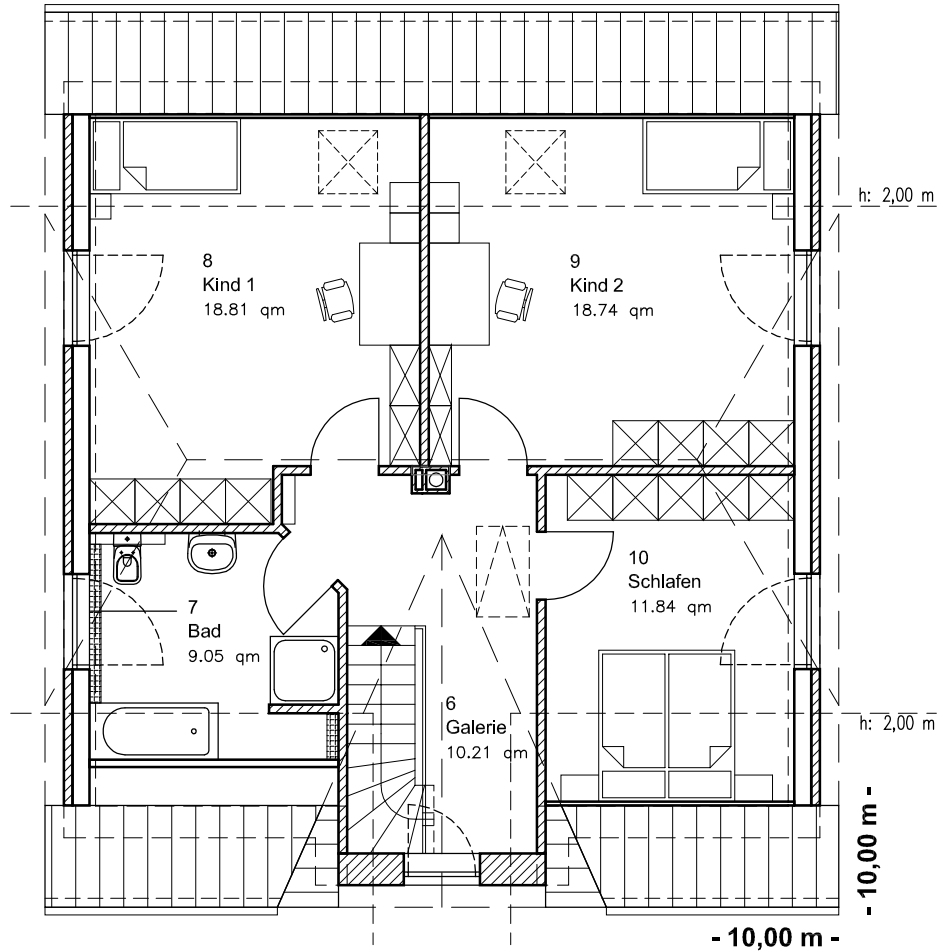 h: 2,00 m
8
Kind 1
18.81 qm
9
Kind 2
18.74 qm
10
Schlafen
11.84 qm
7
Bad
9.05 qm
6
Galerie
10.21 qm
h: 2,00 m
- 10,00 m -
- 10,00 m -